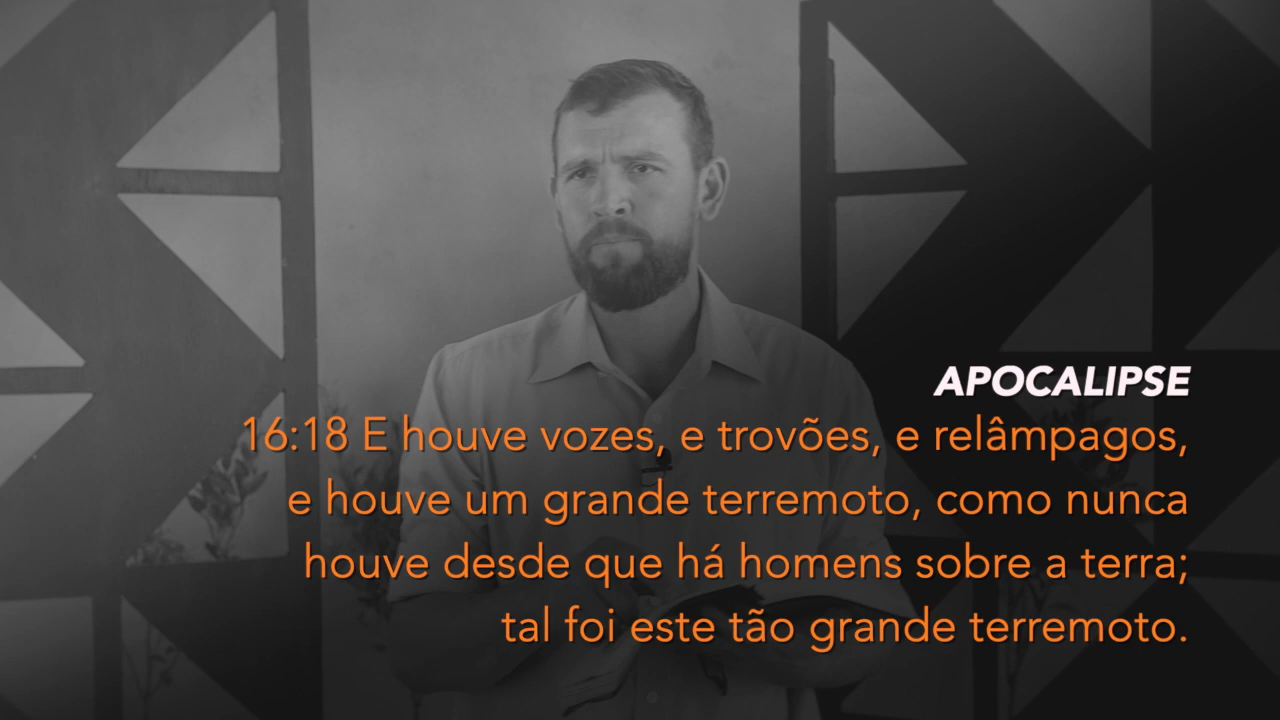 APOCALIPSE
16:18 E houve vozes, e trovões, e relâmpagos,
e houve um grande terremoto, como nunca
houve desde que há homens sobre a terra;
tal foi este tão grande terremoto.